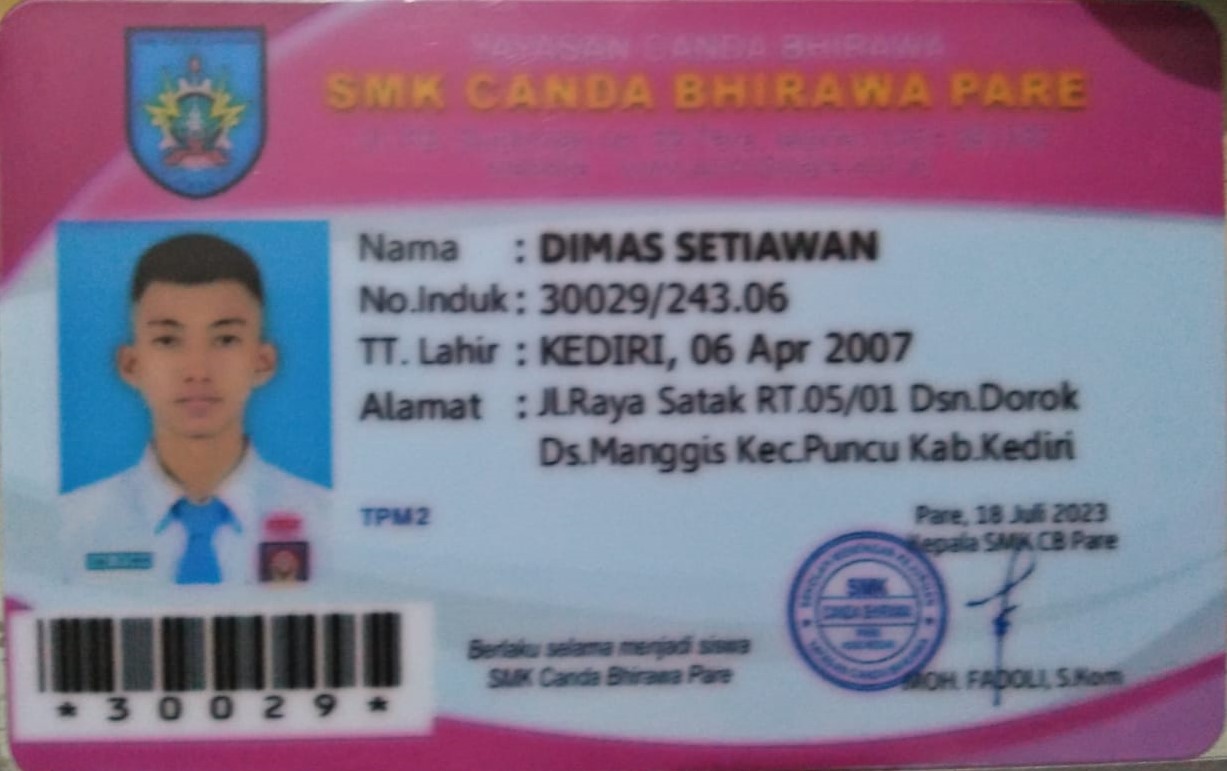 YAYASAN CANDA BHIRAWA
SMK CANDA BHIRAWA PARE
Nama : DIMAS SETIAWAN
No.Induk : 30029/243.06
TT. Lahir : KEDIRI, 06 Apr 2007
Alamat : Jl.Raya Satak RT.05/01 Dsn.Dorok
Ds.Manggis Kec.Puncu Kab.Kediri
TPM2
Pare, 18 Juli 2023
Kepala SMK CB Pare
SMK
CANDA BHIRAWA
MOH. FADOLI, S.Kom
Berlaku selama menjadi siswa
SMK Canda Bhirawa Pare
*30029*